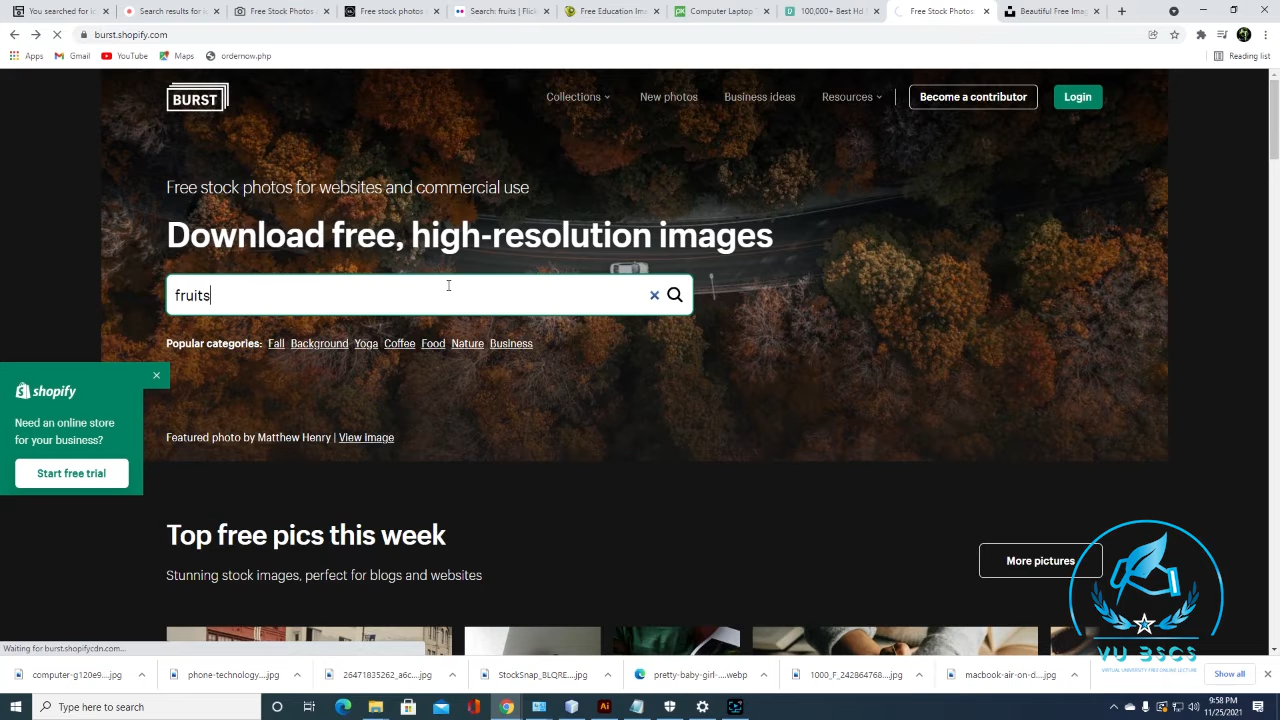 You searched for
Search results for
Free Stock Photos
Free stock photos
Search: fruits | Flick
Free Education Ima
Computer Laptop
100,000+ Best Hd
Free Stock Photos
Beautiful Free Imag
burst.shopify.com
Apps
Gmail
YouTube
Maps
ordernow.php
Reading list
BURST
Collections
New photos
Business ideas
Resources
Become a contributor
Login
Free stock photos for websites and commercial use
Download free, high-resolution images
fruits
Popular categories: Fall Background Yoga Coffee Food Nature Business
shopify
Need an online store
for your business?
Start free trial
Featured photo by Matthew Henry | View Image
Top free pics this week
Stunning stock images, perfect for blogs and websites
More pictures
VU BSCS
VIRTUAL UNIVERSITY FREE ONLINE LECTURE
Waiting for burst.shopifycdn.com...
computer-g120e9...jpg
phone-technology...jpg
StockSnap_BLQRE...jpg
pretty-baby-girl-...webp
1000_F_242864768...jpg
macbook-air-on-d...jpg
Show all
Type here to search
9:58 PM
11/25/2021